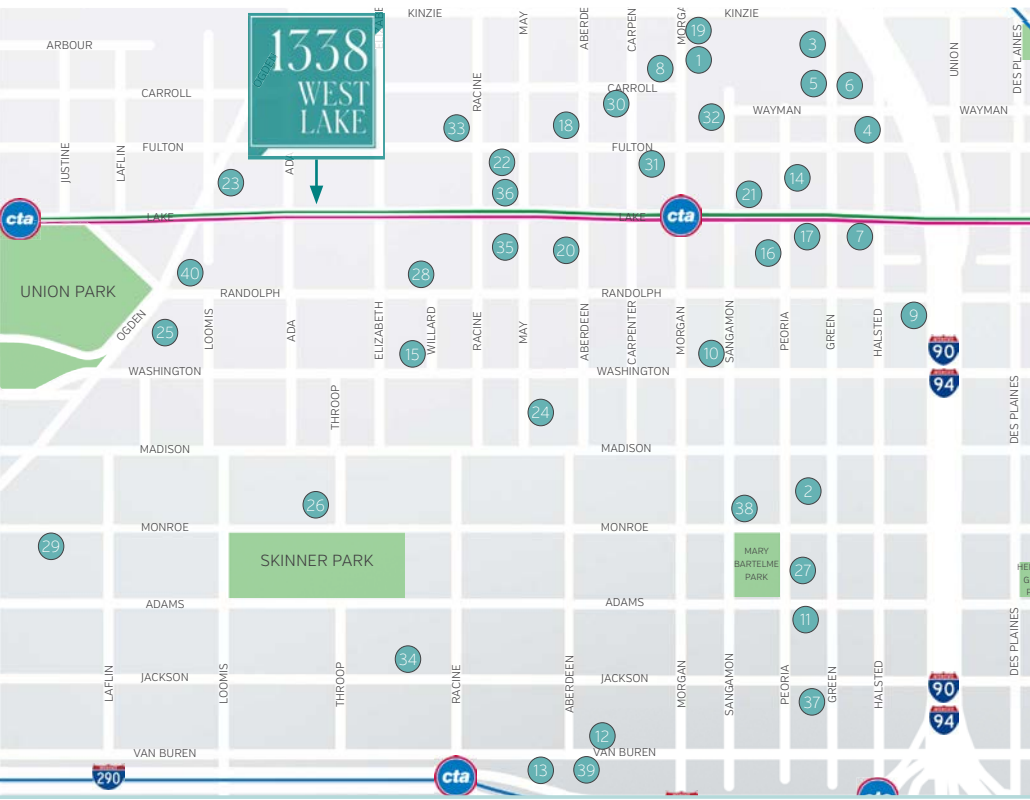 KINZIE
KINZIE
ARBOUR
OGDEN
1338
WEST
LAKE
MAY
ABERDE
CARPEN
MORGA
19
1
3
UNION
DES PLAINES
8
5
6
CARROLL
RACINE
CARROLL
30
WAYMAN
WAYMAN
32
33
18
4
JUSTINE
LAFLIN
FULTON
ADA
FULTON
22
31
23
36
21
14
cta
LAKE
LAKE
cta
40
28
35
20
16
17
7
UNION PARK
RANDOLPH
RANDOLPH
OGDEN
25
LOOMIS
ADA
ELIZABETH
15
WILLARD
RACINE
MAY
ABERDEEN
CARPENTER
MORGAN
10
SANGAMON
PEORIA
GREEN
HALSTED
9
90
94
WASHINGTON
WASHINGTON
THROOP
24
DES PLAINES
MADISON
MADISON
26
38
2
MONROE
MONROE
29
SKINNER PARK
MARY
BARTELME
PARK
27
ADAMS
ADAMS
11
34
DES PLAINES
LAFLIN
LOOMIS
THROOP
RACINE
ABERDEEN
MORGAN
SANGAMON
PEORIA
GREEN
HALSTED
JACKSON
JACKSON
37
90
94
12
VAN BUREN
VAN BUREN
290
cta
13
39